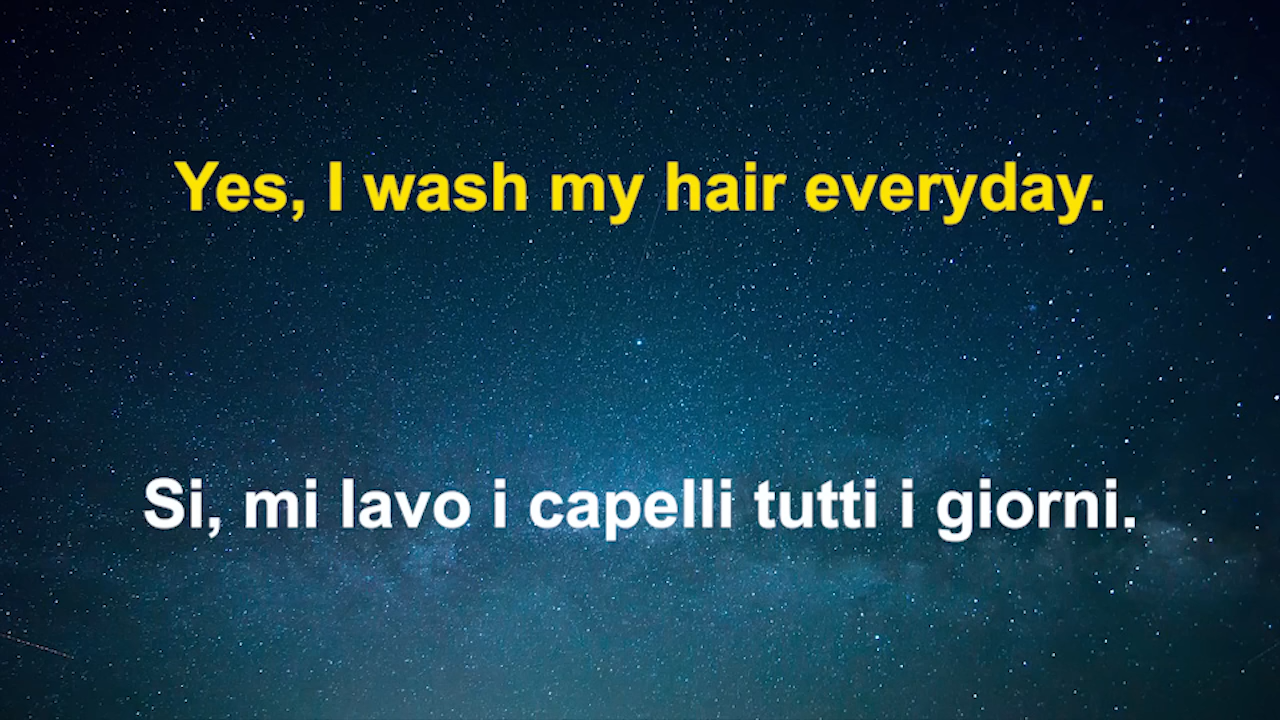 Yes, I wash my hair everyday.
Si, mi lavo i capelli tutti i giorni.